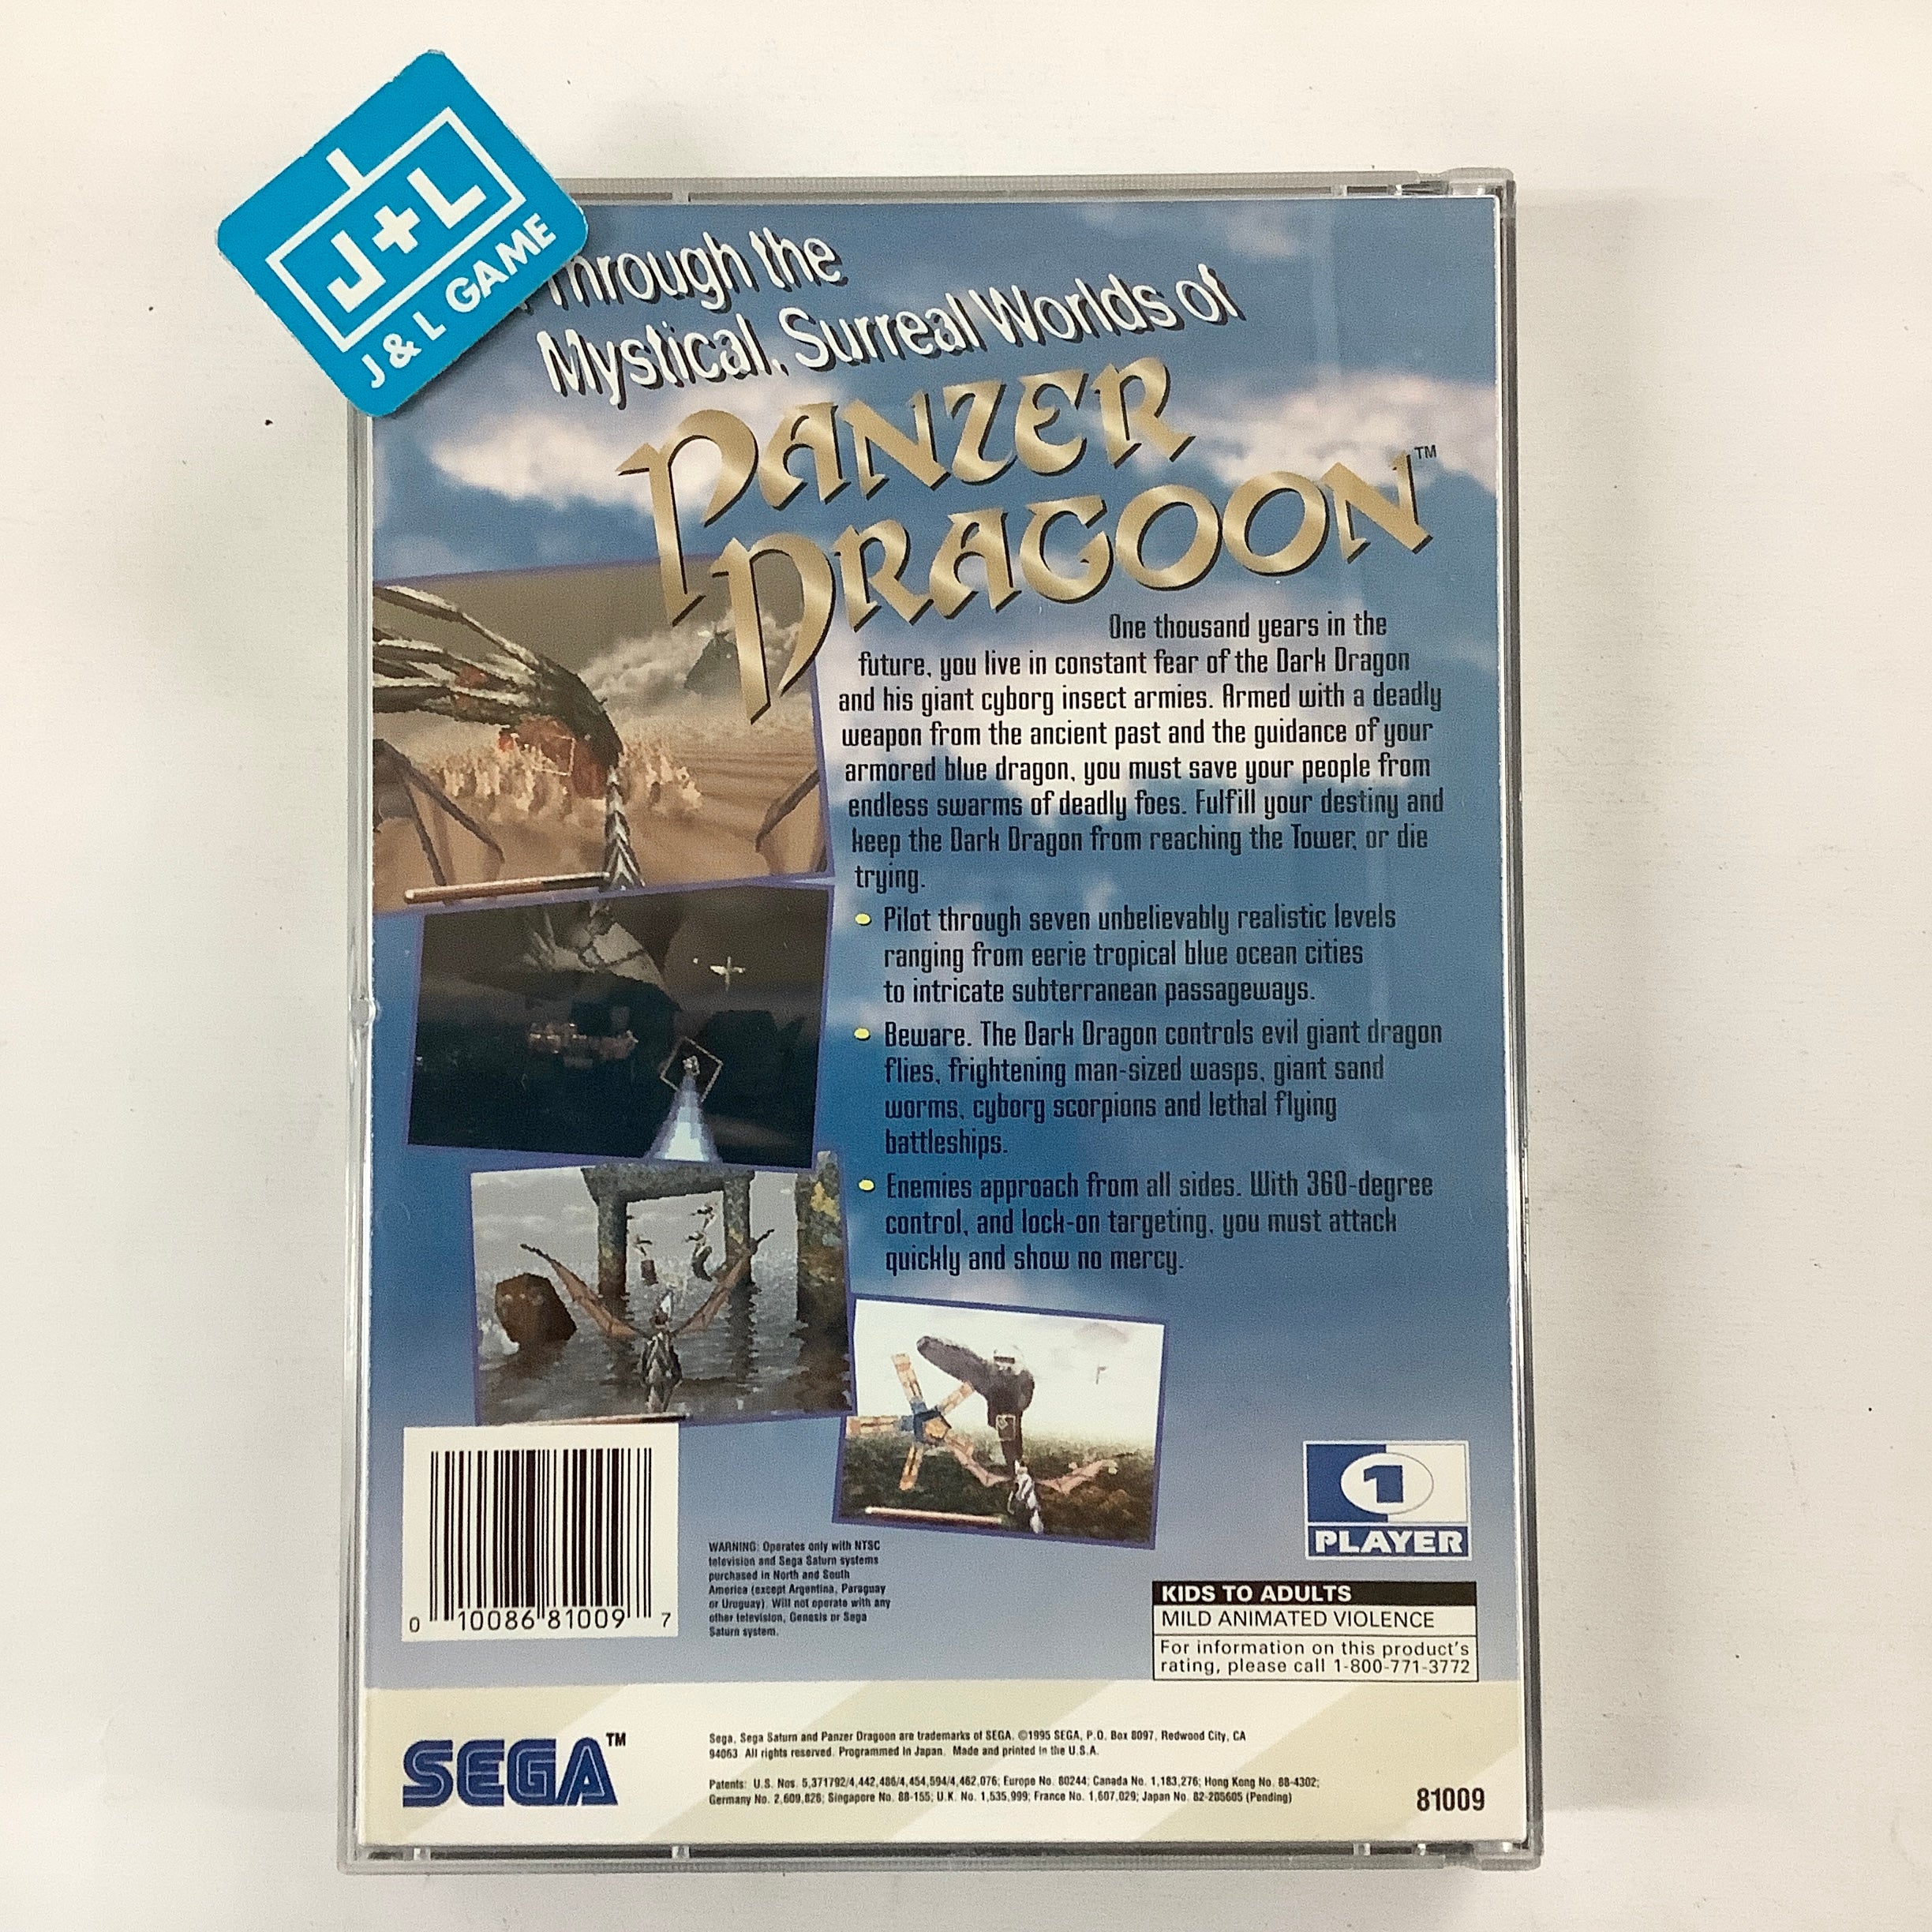 J+L
J & L GAME
Through the
Mystical, Surreal Worlds of
PANZER
DRAGOON™
One thousand years in the
future, you live in constant fear of the Dark Dragon
and his giant cyborg insect armies. Armed with a deadly
weapon from the ancient past and the guidance of your
armored blue dragon, you must save your people from
endless swarms of deadly foes. Fulfill your destiny and
keep the Dark Dragon from reaching the Tower, or die
trying.
• Pilot through seven unbelievably realistic levels
ranging from eerie tropical blue ocean cities
to intricate subterranean passageways.
• Beware. The Dark Dragon controls evil giant dragon
flies, frightening man-sized wasps, giant sand
worms, cyborg scorpions and lethal flying
battleships.
• Enemies approach from all sides. With 360-degree
control, and lock-on targeting, you must attack
quickly and show no mercy.
0 10086 81009 7
WARNING: Operates only with NTSC
television and Sega Saturn systems
purchased in North and South
America (except Argentina, Paraguay
or Uruguay). Will not operate with any
other television, Genesis or Sega
Saturn system.
1
PLAYER
KIDS TO ADULTS
MILD ANIMATED VIOLENCE
For information on this product's
rating, please call 1-800-771-3772
SEGA™
Sega, Sega Saturn and Panzer Dragoon are trademarks of SEGA. ©1995 SEGA, P.O. Box 8097, Redwood City, CA
94063 All rights reserved. Programmed in Japan. Made and printed in the U.S.A.
Patents: U.S. Nos. 5,371792/4,442,486/4,454,594/4,462,076; Europe No. 80244; Canada No. 1,183,276; Hong Kong No. 88-4302;
Germany No. 2,609,826; Singapore No. 88-155; U.K. No. 1,535,999; France No. 1,607,029; Japan No. 82-205605 (Pending)
81009